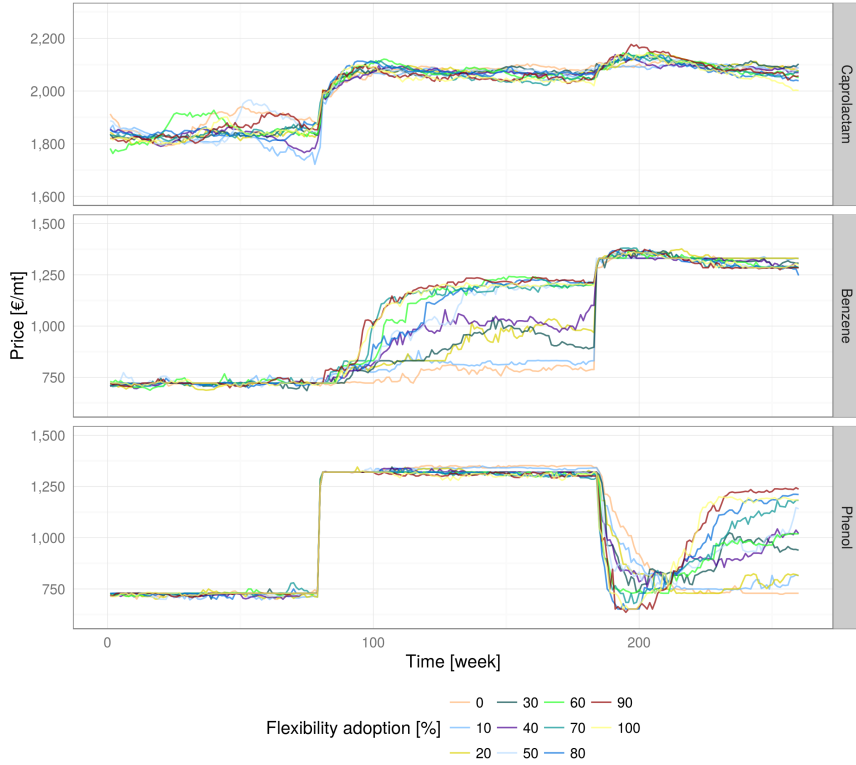 2,200
2,000
1,800
1,600
Caprolactam
1,500
1,250
1,000
750
Benzene
Price [€/mt]
1,500
1,250
1,000
750
Phenol
0 100 200
Time [week]
Flexibility adoption [%]
0 30 60 90
10 40 70 100
20 50 80